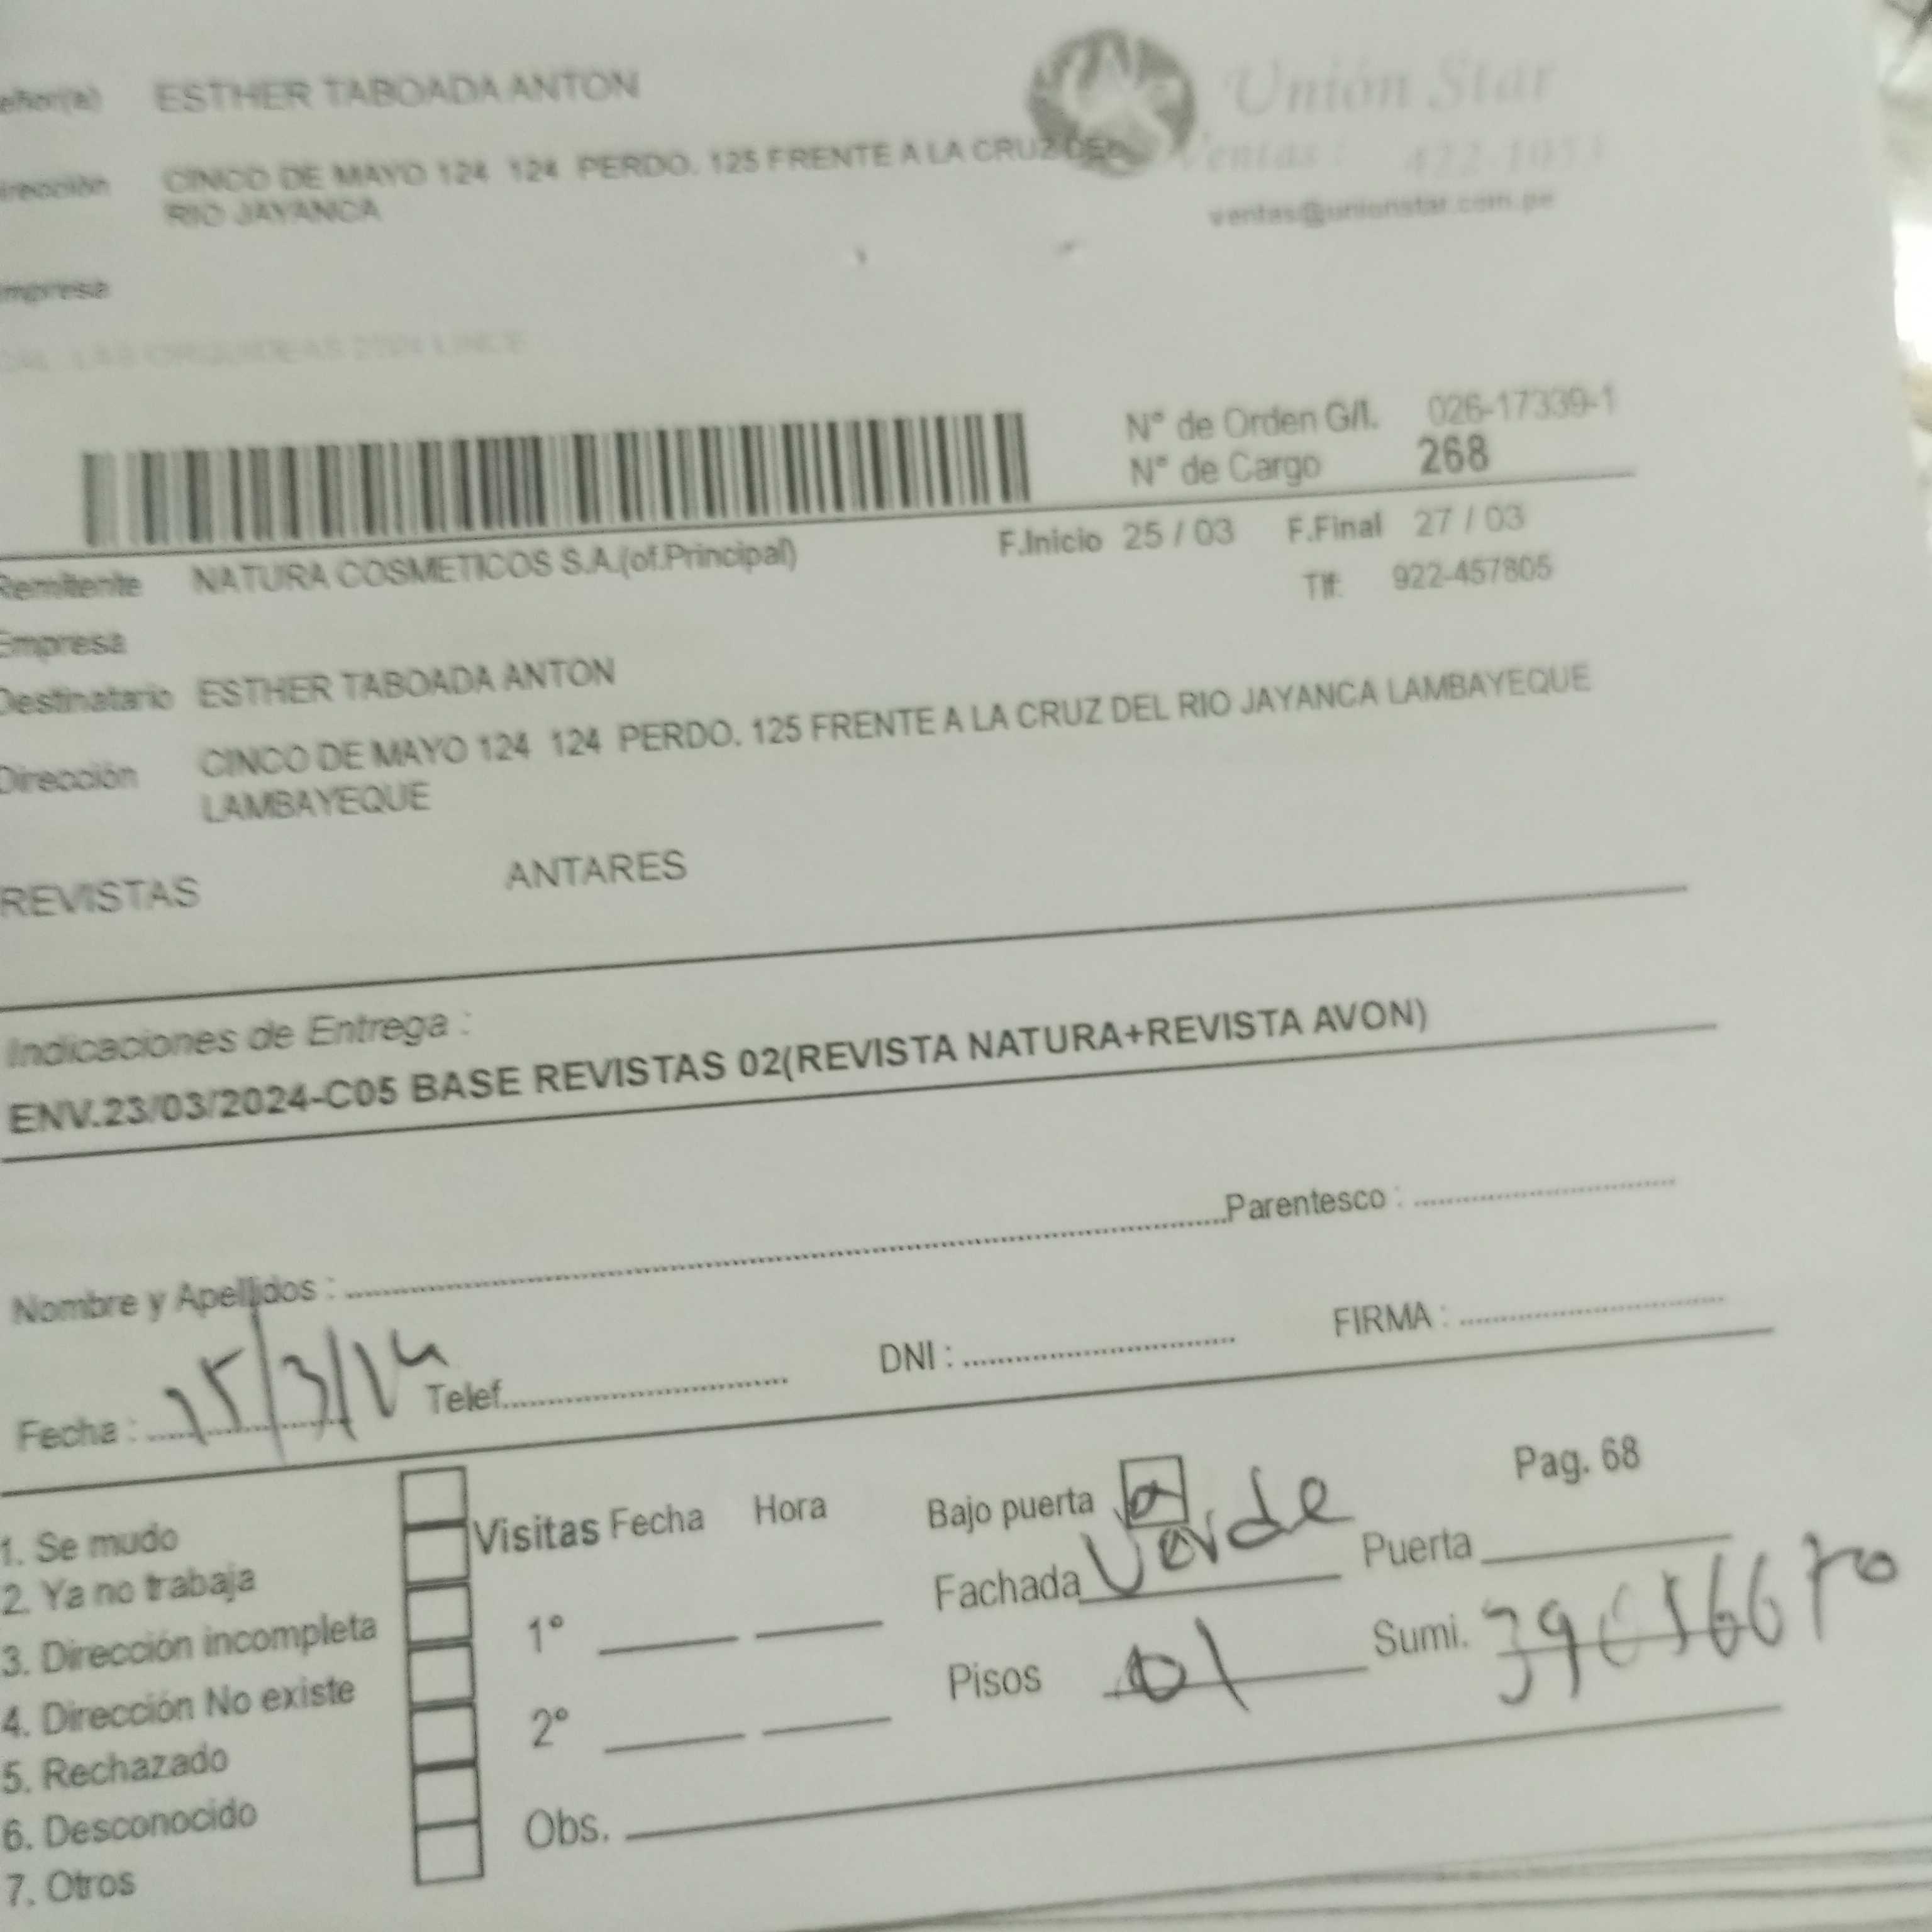 eñor(a) ESTHER TABOADA ANTON
Unión Star
irección CINCO DE MAYO 124 124 PERDO. 125 FRENTE A LA CRUZ DEL
RIO JAYANCA
Ventas: 422-1053
ventas@unionstar.com.pe
mpresa
N° de Orden G/I. 026-17339-1
N° de Cargo 268
Remitente NATURA COSMETICOS S.A.(of.Principal) F.Inicio 25 / 03 F.Final 27 / 03
Tlf: 922-457805
Empresa
Destinatario ESTHER TABOADA ANTON
Dirección CINCO DE MAYO 124 124 PERDO. 125 FRENTE A LA CRUZ DEL RIO JAYANCA LAMBAYEQUE
LAMBAYEQUE
REVISTAS ANTARES
Indicaciones de Entrega :
ENV.23/03/2024-C05 BASE REVISTAS 02(REVISTA NATURA+REVISTA AVON)
Nombre y Apellidos : Parentesco :
Fecha : 25/3/24 Telef. DNI : FIRMA :
Pag. 68
1. Se mudo
2. Ya no trabaja
3. Dirección incompleta
4. Dirección No existe
5. Rechazado
6. Desconocido
7. Otros
Visitas Fecha Hora
1°
2°
Obs.
Bajo puerta
Fachada Verde Puerta
Pisos 01 Sumi.